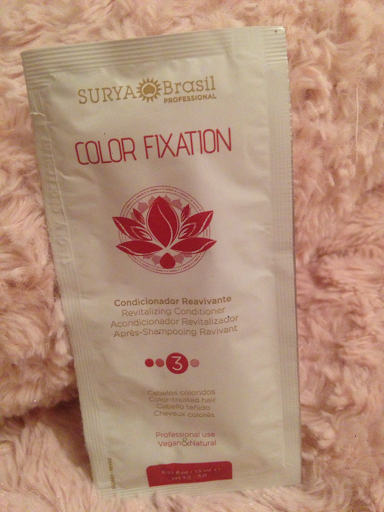 SURYA Brasil
PROFESSIONAL
COLOR FIXATION
Condicionador Reavivante
Revitalizing Conditioner
Acondicionador Revitalizador
Après-Shampooing Ravivant
3
Cabelos coloridos
Color-treated hair
Cabello teñido
Cheveux colorés
Professional use
Vegan&Natural